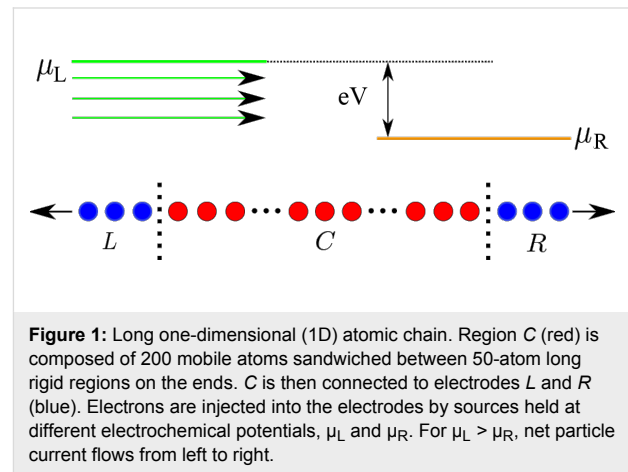 μL
eV
μR
L
C
R
Figure 1: Long one-dimensional (1D) atomic chain. Region C (red) is
composed of 200 mobile atoms sandwiched between 50-atom long
rigid regions on the ends. C is then connected to electrodes L and R
(blue). Electrons are injected into the electrodes by sources held at
different electrochemical potentials, μL and μR. For μL > μR, net particle
current flows from left to right.